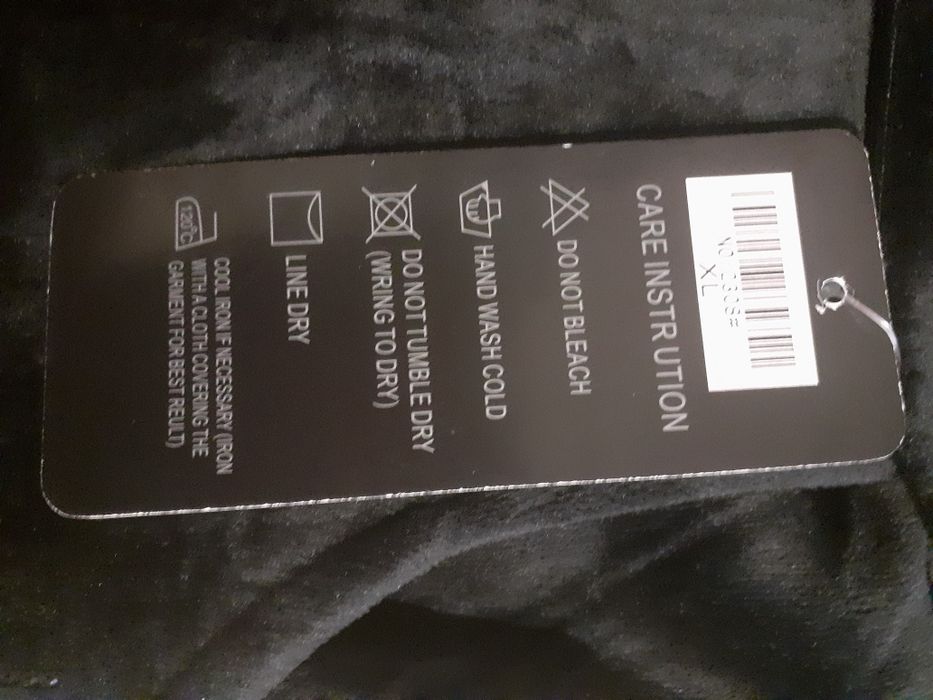 XL
CARE INSTRUTION
DO NOT BLEACH
HAND WASH COLD
DO NOT TUMBLE DRY
(WRING TO DRY)
LINE DRY
120°C
COOL IRON IF NECESSARY (IRON
WITH A CLOTH COVERING THE
GARMENT FOR BEST REULT)